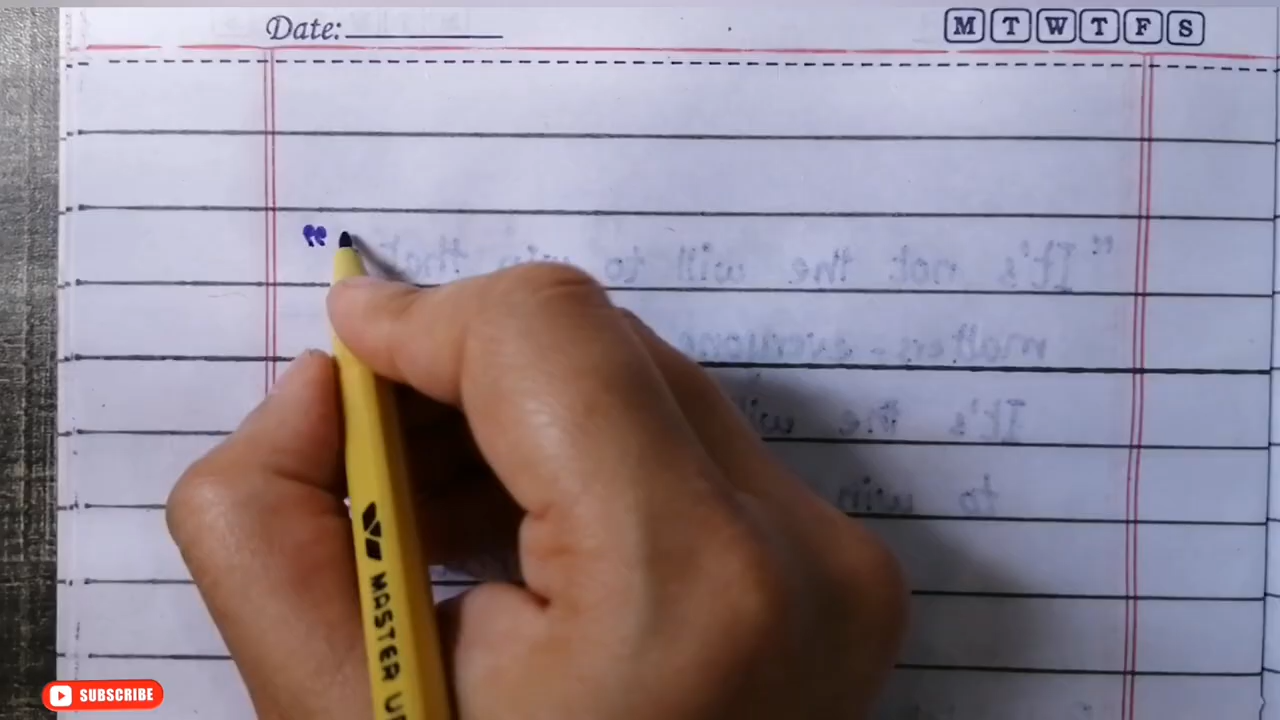 Date:
M T W T F S
"
"It's not the will to win that
matters - everyone
It's the
to win
MASTER
SUBSCRIBE